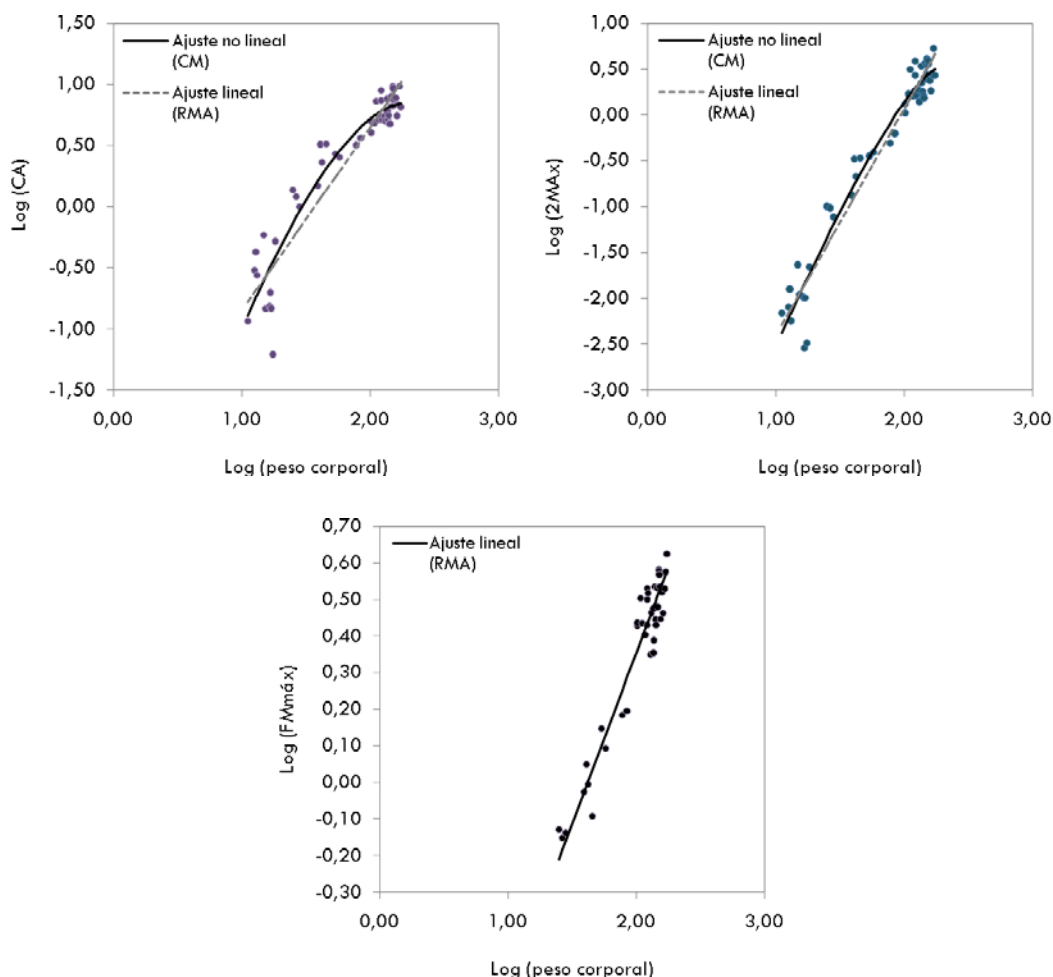 1,50
1,00
0,50
0,00
-0,50
-1,00
-1,50
Log (CA)
Ajuste no lineal
(CM)
Ajuste lineal
(RMA)
0,00 1,00 2,00 3,00
Log (peso corporal)
1,00
0,50
0,00
-0,50
-1,00
-1,50
-2,00
-2,50
-3,00
Log (2MAx)
Ajuste no lineal
(CM)
Ajuste lineal
(RMA)
0,00 1,00 2,00 3,00
Log (peso corporal)
0,70
0,60
0,50
0,40
0,30
0,20
0,10
0,00
-0,10
-0,20
-0,30
Log (FMmáx)
Ajuste lineal
(RMA)
0,00 1,00 2,00 3,00
Log (peso corporal)